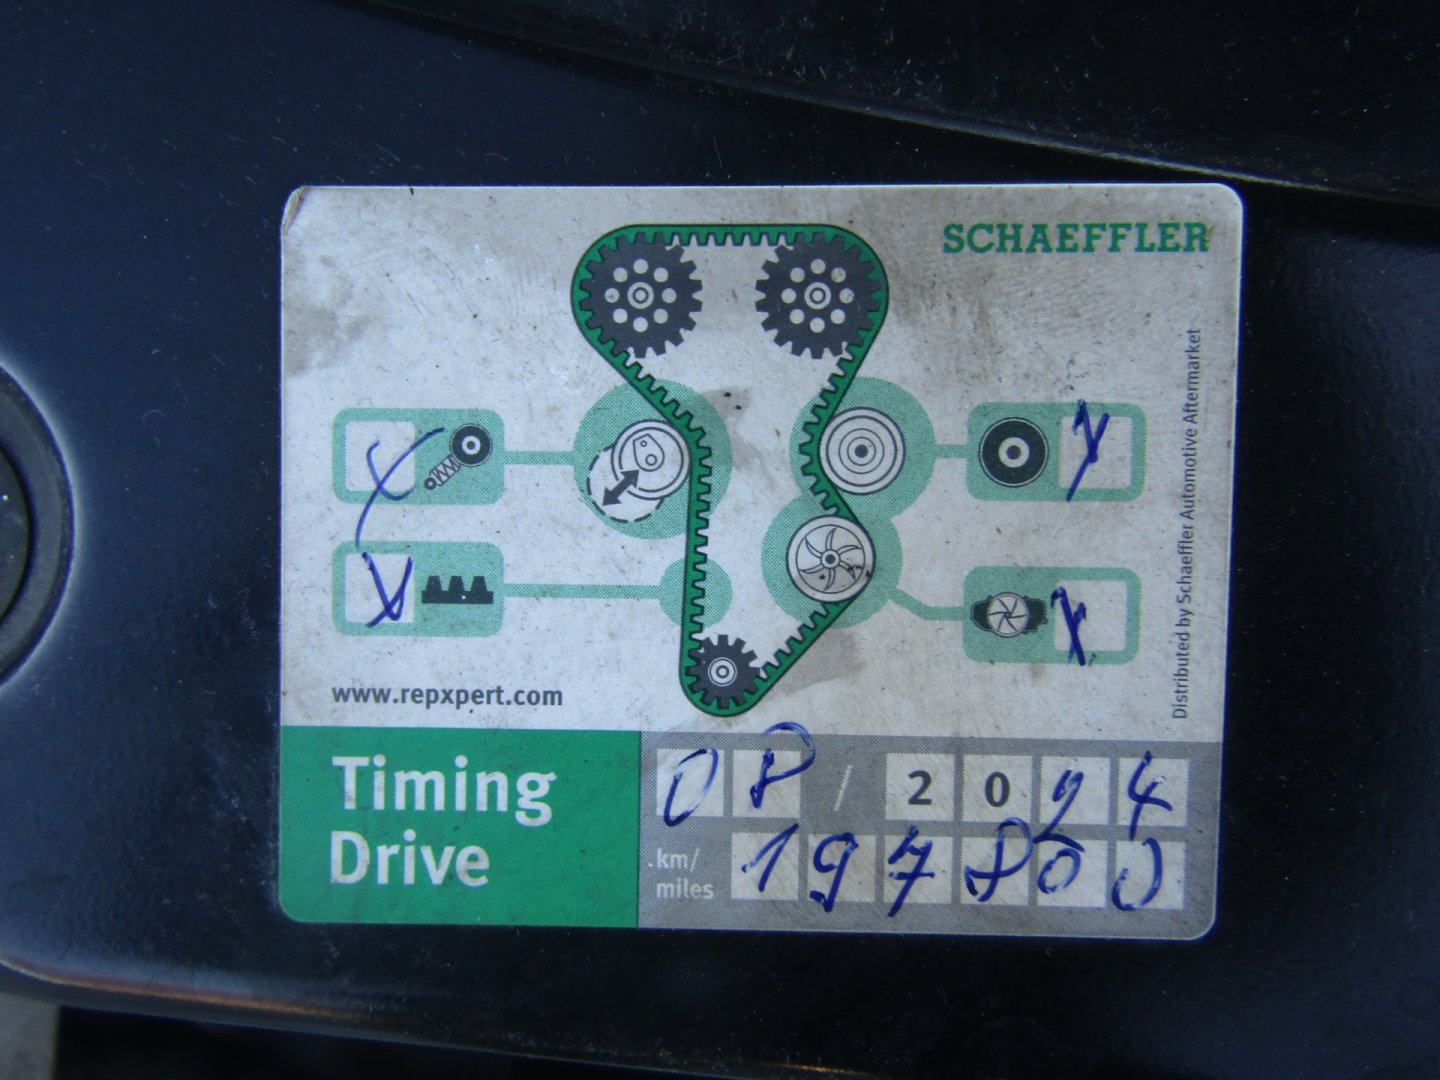 SCHAEFFLER
Distributed by Schaeffler Automotive Aftermarket
X
X
X
X
www.repxpert.com
Timing
Drive
08 / 2024
km/
miles
197800